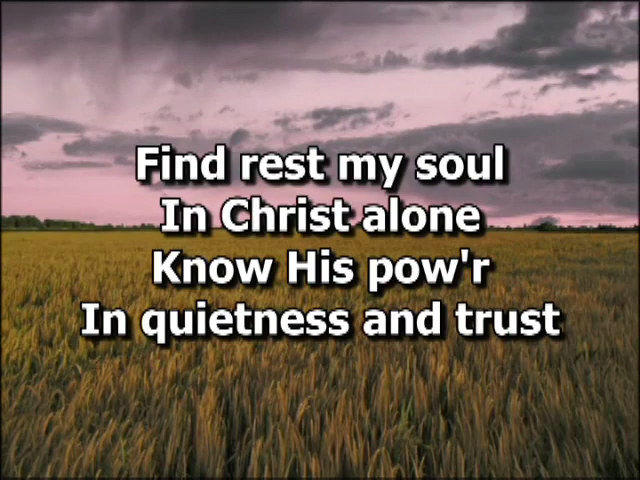 Find rest my soul
In Christ alone
Know His pow'r
In quietness and trust